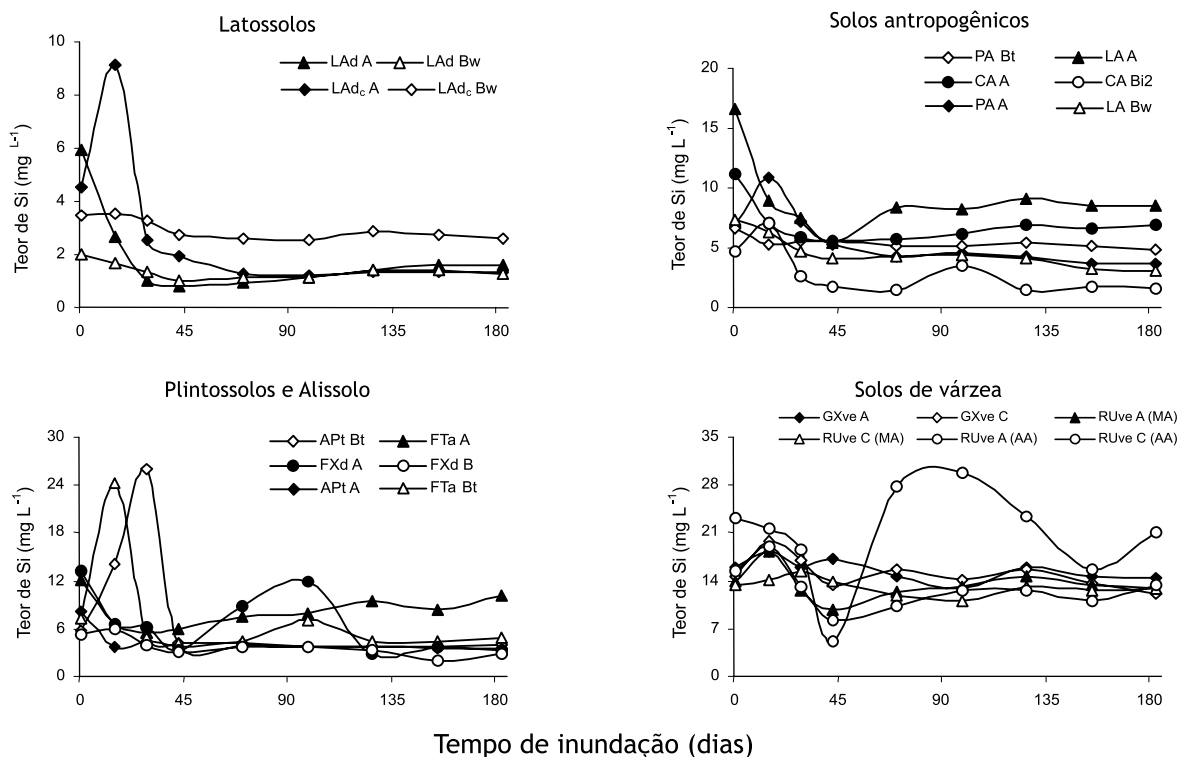 Latossolos
Teor de Si (mg L-1)
10
8
6
4
2
0
LAd A
LAd Bw
LAdc A
LAdc Bw
0 45 90 135 180
Solos antropogênicos
Teor de Si (mg L-1)
20
15
10
5
0
PA Bt
LA A
CA A
CA Bi2
PA A
LA Bw
0 45 90 135 180
Plintossolos e Alissolo
Teor de Si (mg L-1)
30
24
18
12
6
0
APt Bt
FTa A
FXd A
FXd B
APt A
FTa Bt
0 45 90 135 180
Solos de várzea
Teor de Si (mg L-1)
35
28
21
14
7
0
GXve A
GXve C
RUve A (MA)
RUve C (MA)
RUve A (AA)
RUve C (AA)
0 45 90 135 180
Tempo de inundação (dias)